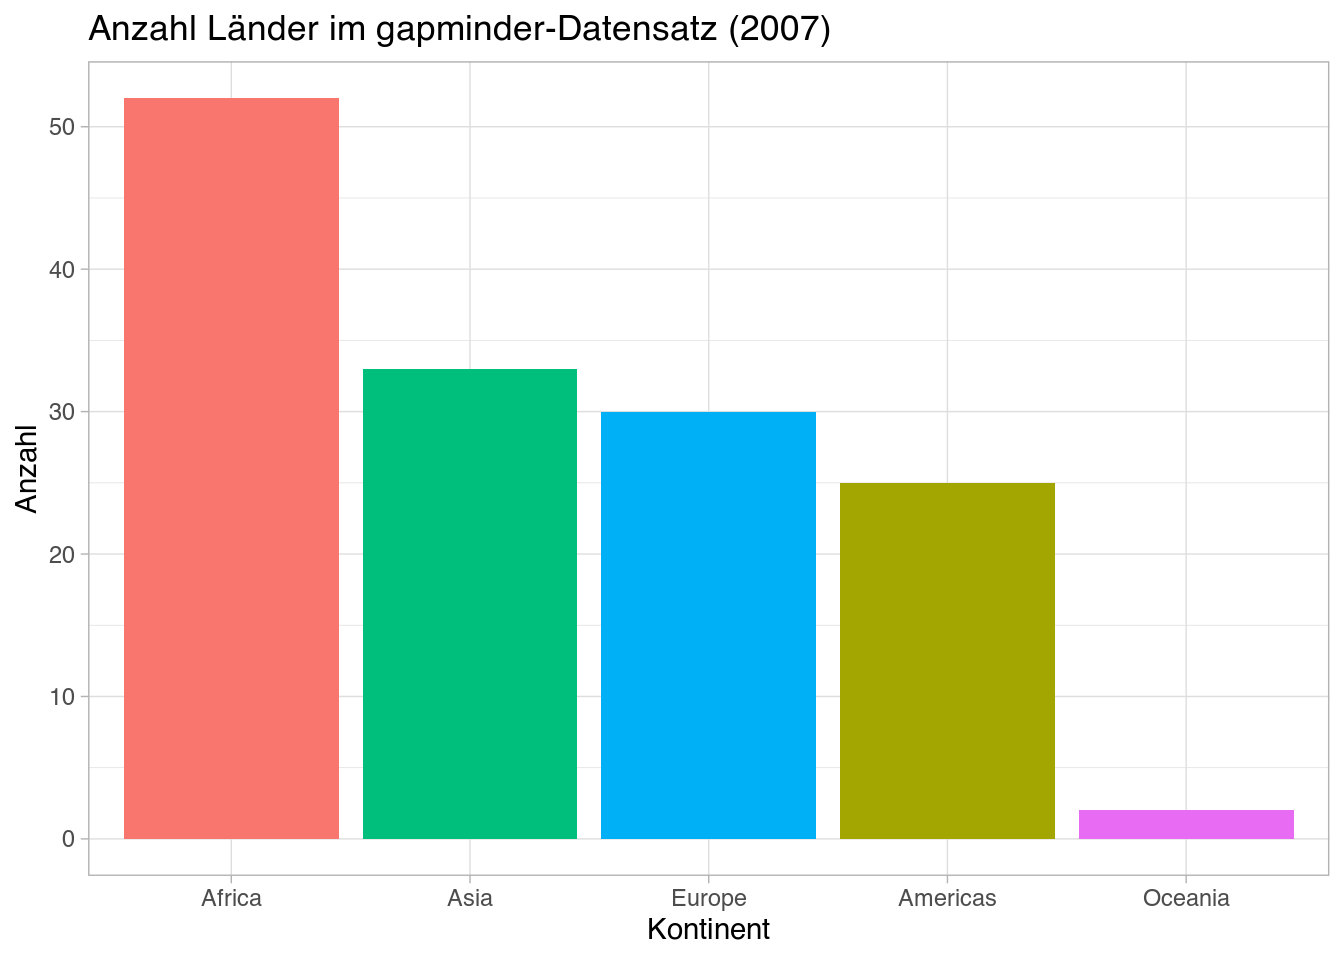 Anzahl Länder im gapminder-Datensatz (2007)
Anzahl
50
40
30
20
10
0
Africa Asia Europe Americas Oceania
Kontinent